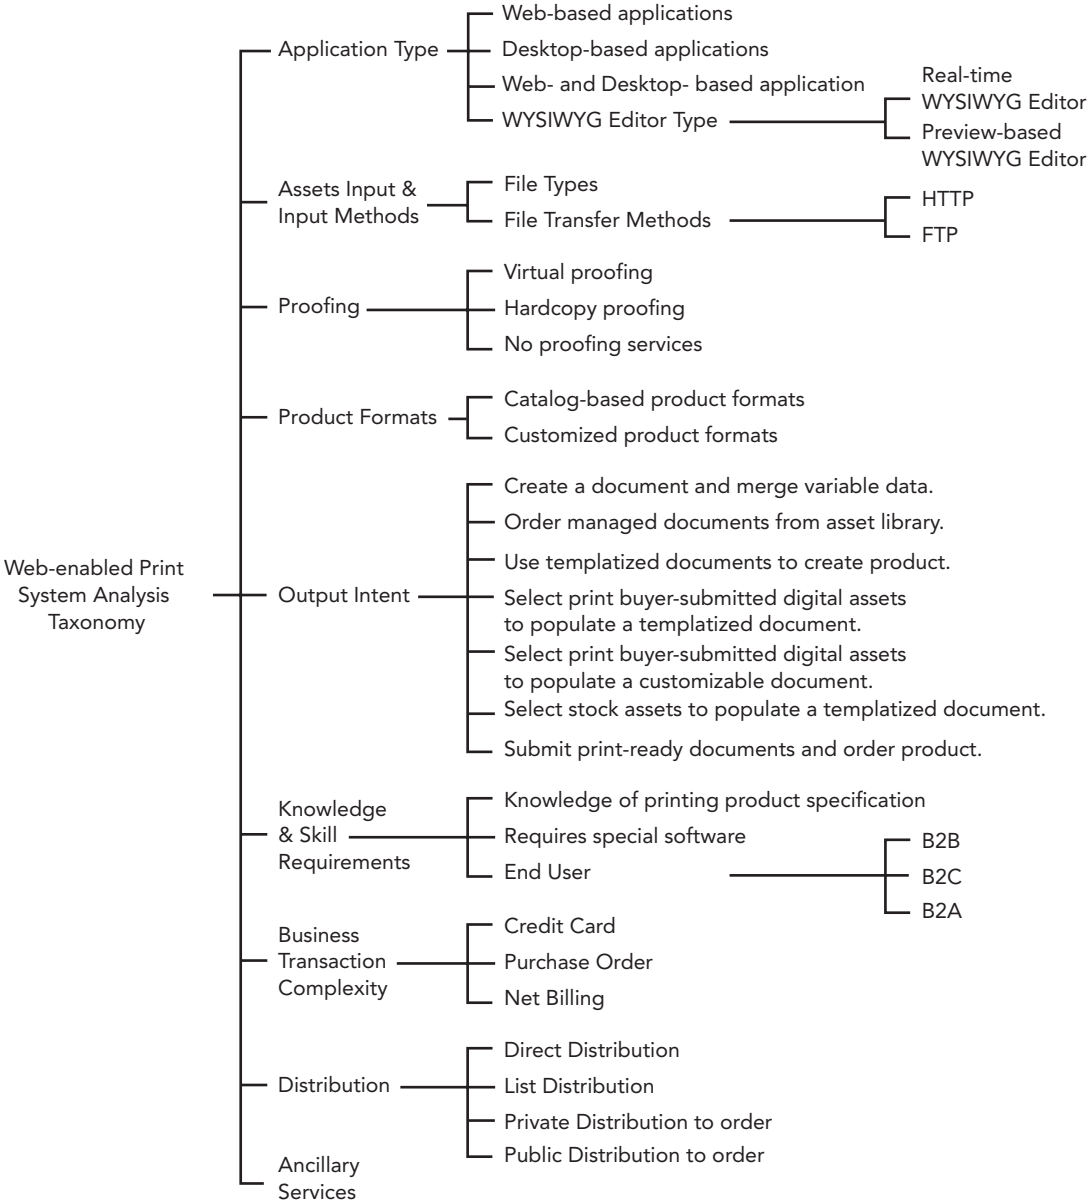 Web-enabled Print
System Analysis
Taxonomy
Application Type
Web-based applications
Desktop-based applications
Web- and Desktop- based application
WYSIWYG Editor Type
Real-time
WYSIWYG Editor
Preview-based
WYSIWYG Editor
Assets Input &
Input Methods
File Types
File Transfer Methods
HTTP
FTP
Proofing
Virtual proofing
Hardcopy proofing
No proofing services
Product Formats
Catalog-based product formats
Customized product formats
Output Intent
Create a document and merge variable data.
Order managed documents from asset library.
Use templatized documents to create product.
Select print buyer-submitted digital assets
to populate a templatized document.
Select print buyer-submitted digital assets
to populate a customizable document.
Select stock assets to populate a templatized document.
Submit print-ready documents and order product.
Knowledge
& Skill
Requirements
Knowledge of printing product specification
Requires special software
End User
B2B
B2C
B2A
Business
Transaction
Complexity
Credit Card
Purchase Order
Net Billing
Distribution
Direct Distribution
List Distribution
Private Distribution to order
Public Distribution to order
Ancillary
Services